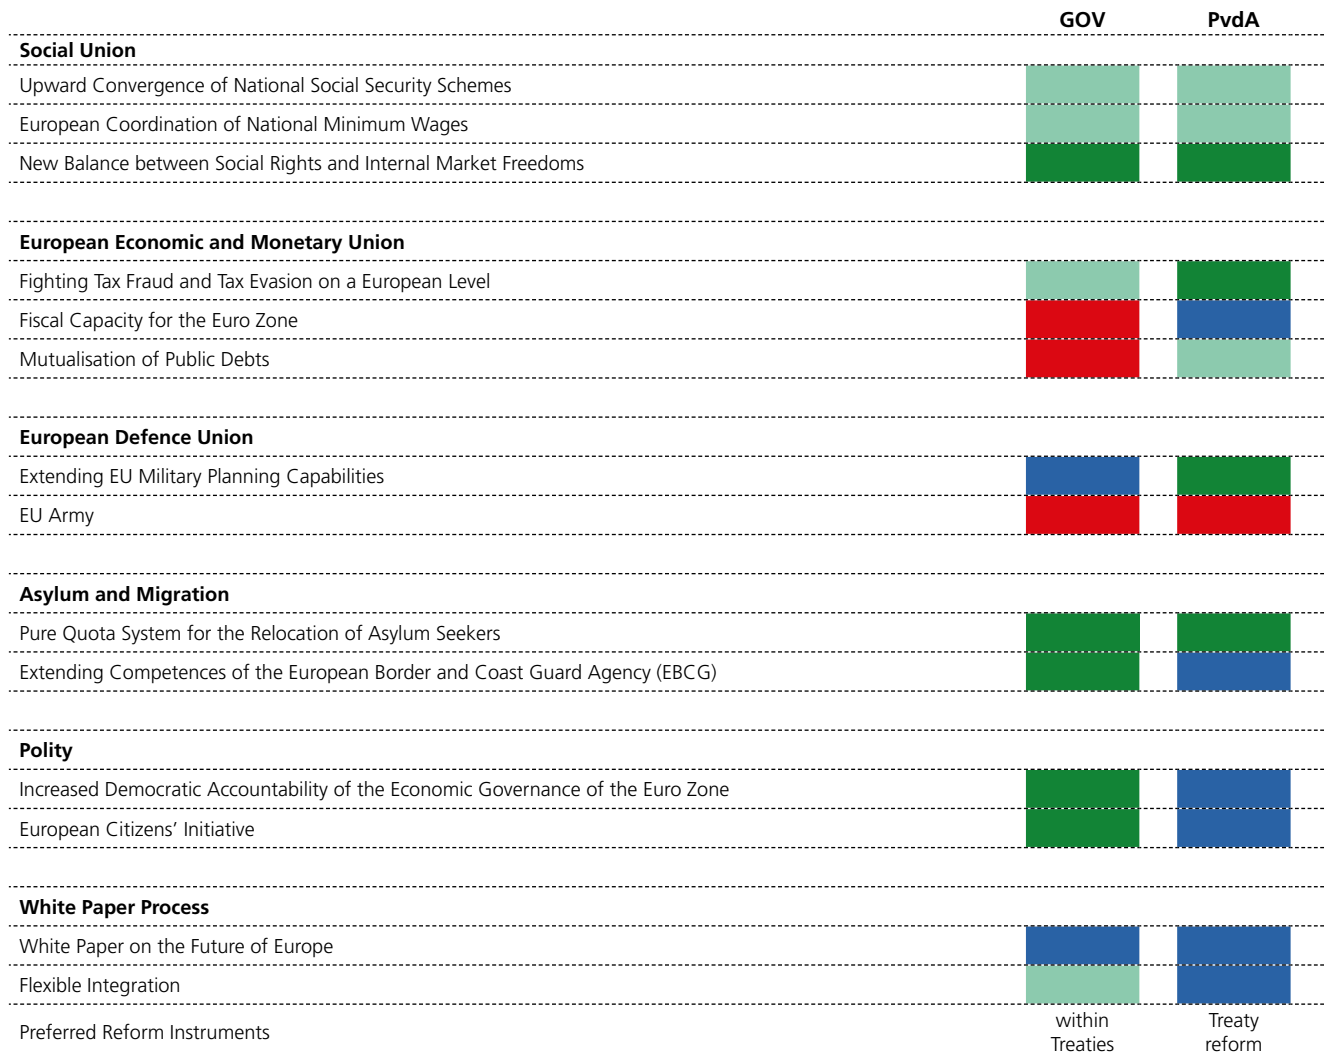 GOV PvdA
Social Union
Upward Convergence of National Social Security Schemes
European Coordination of National Minimum Wages
New Balance between Social Rights and Internal Market Freedoms
European Economic and Monetary Union
Fighting Tax Fraud and Tax Evasion on a European Level
Fiscal Capacity for the Euro Zone
Mutualisation of Public Debts
European Defence Union
Extending EU Military Planning Capabilities
EU Army
Asylum and Migration
Pure Quota System for the Relocation of Asylum Seekers
Extending Competences of the European Border and Coast Guard Agency (EBCG)
Polity
Increased Democratic Accountability of the Economic Governance of the Euro Zone
European Citizens’ Initiative
White Paper Process
White Paper on the Future of Europe
Flexible Integration
Preferred Reform Instruments
within Treaty
Treaties reform